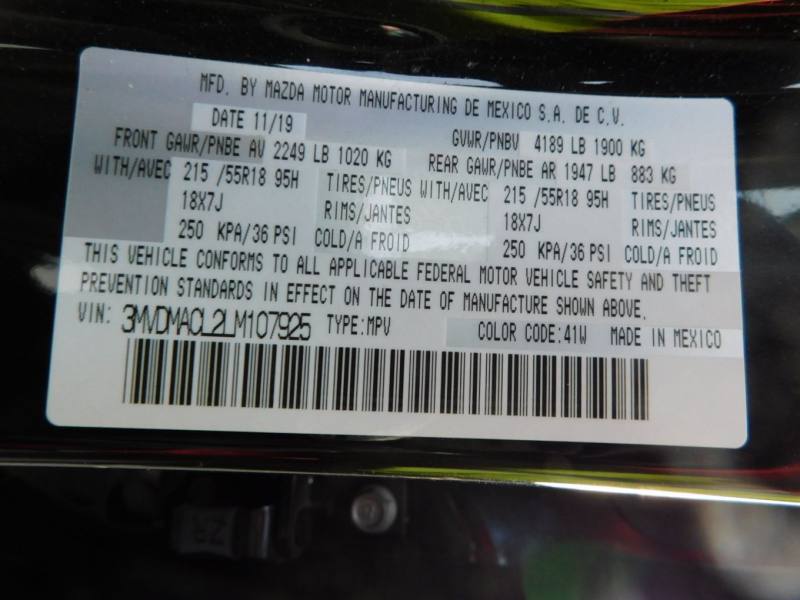 MFD. BY MAZDA MOTOR MANUFACTURING DE MEXICO S.A. DE C.V.
DATE 11/19 GVWR/PNBV 4189 LB 1900 KG
FRONT GAWR/PNBE AV 2249 LB 1020 KG REAR GAWR/PNBE AR 1947 LB 883 KG
WITH/AVEC 215 /55R18 95H TIRES/PNEUS WITH/AVEC 215 /55R18 95H TIRES/PNEUS
18X7J RIMS/JANTES 18X7J RIMS/JANTES
250 KPA/36 PSI COLD/A FROID 250 KPA/36 PSI COLD/A FROID
THIS VEHICLE CONFORMS TO ALL APPLICABLE FEDERAL MOTOR VEHICLE SAFETY AND THEFT
PREVENTION STANDARDS IN EFFECT ON THE DATE OF MANUFACTURE SHOWN ABOVE.
VIN: 3MVDMACL2LM107925 TYPE:MPV COLOR CODE:41W MADE IN MEXICO